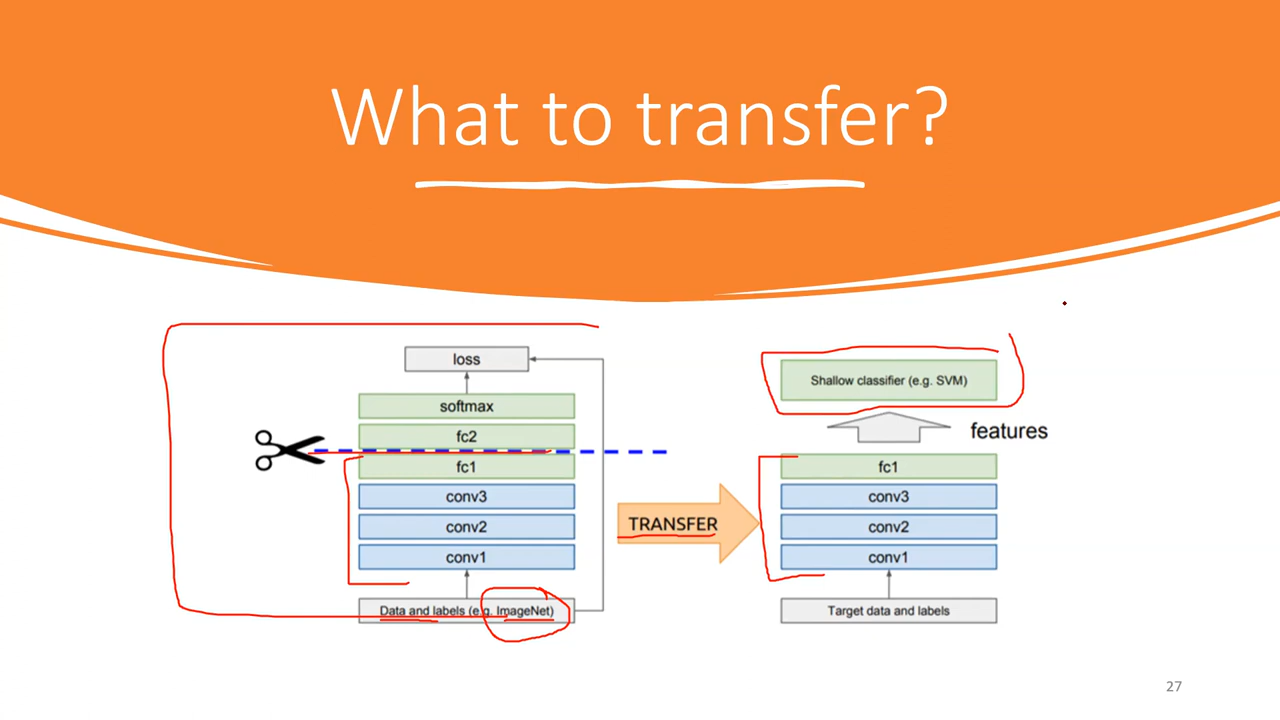 What to transfer?
loss
softmax
fc2
fc1
conv3
conv2
conv1
Data and labels (e.g. ImageNet)
TRANSFER
Shallow classifier (e.g. SVM)
features
fc1
conv3
conv2
conv1
Target data and labels
27